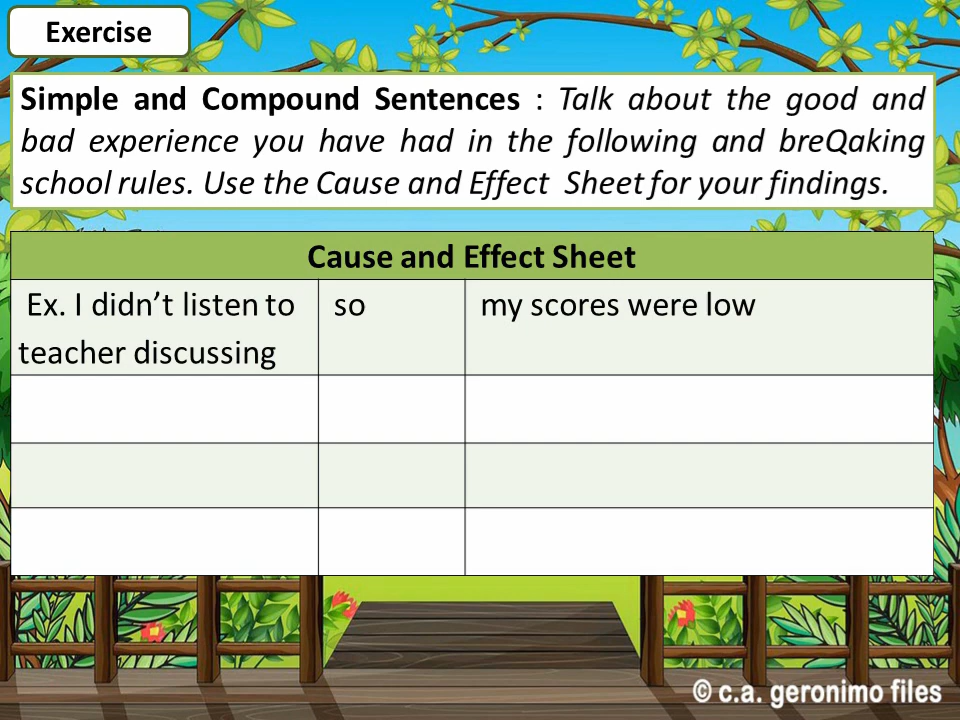 Exercise
Simple and Compound Sentences : Talk about the good and
bad experience you have had in the following and breQaking
school rules. Use the Cause and Effect Sheet for your findings.
Cause and Effect Sheet
Ex. I didn’t listen to so my scores were low
teacher discussing
© c.a. geronimo files